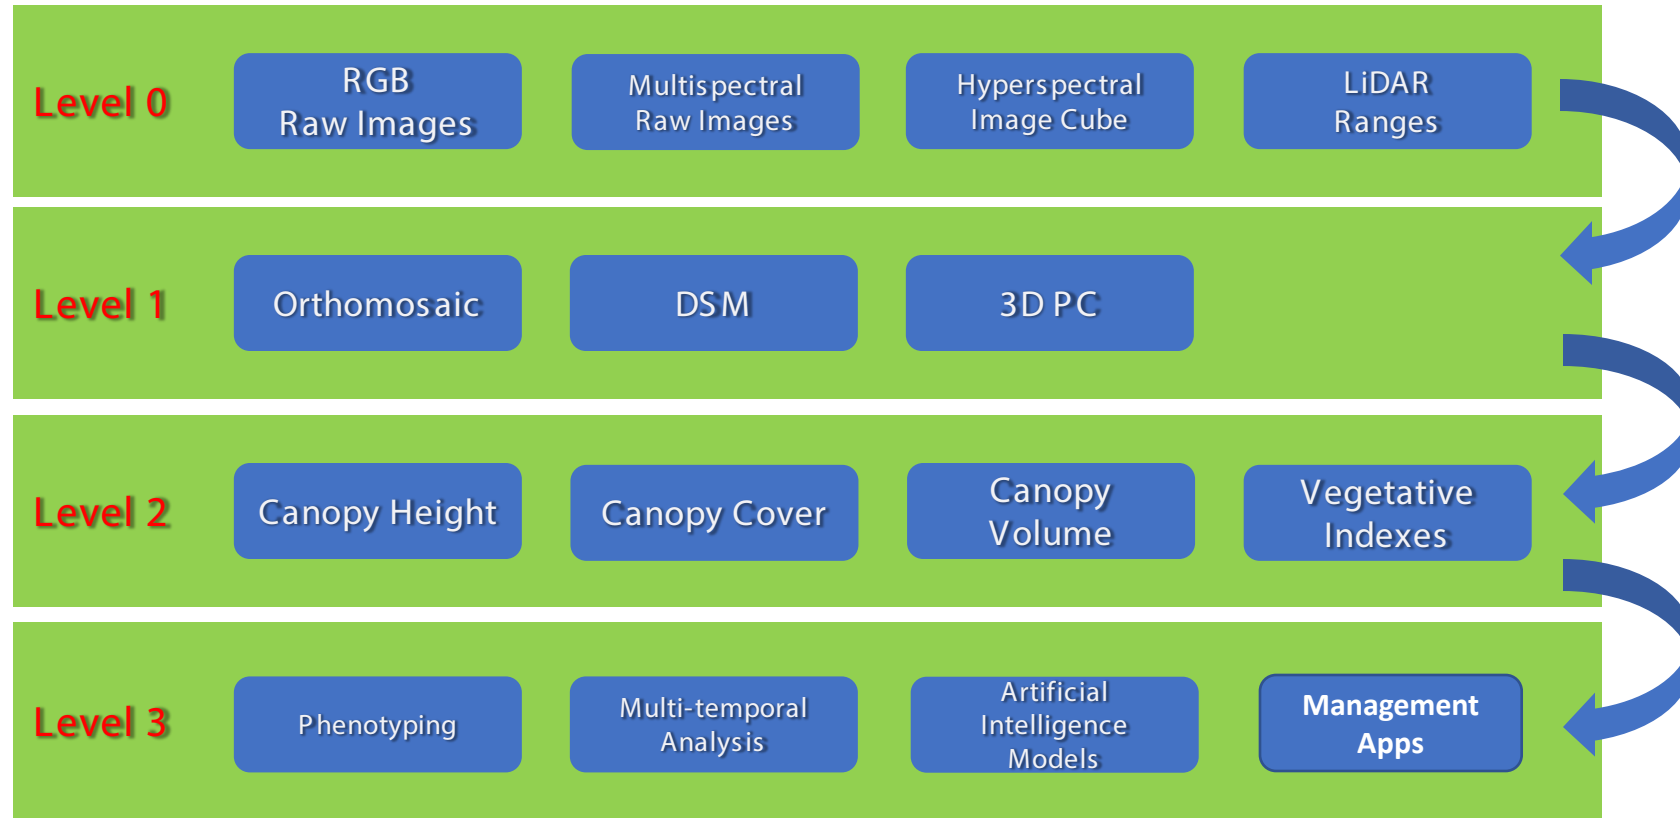 Level 0
RGB
Raw Images
Multispectral
Raw Images
Hyperspectral
Image Cube
LiDAR
Ranges
Level 1
Orthomosaic
DSM
3D PC
Level 2
Canopy Height
Canopy Cover
Canopy
Volume
Vegetative
Indexes
Level 3
Phenotyping
Multi-temporal
Analysis
Artificial
Intelligence
Models
Management
Apps